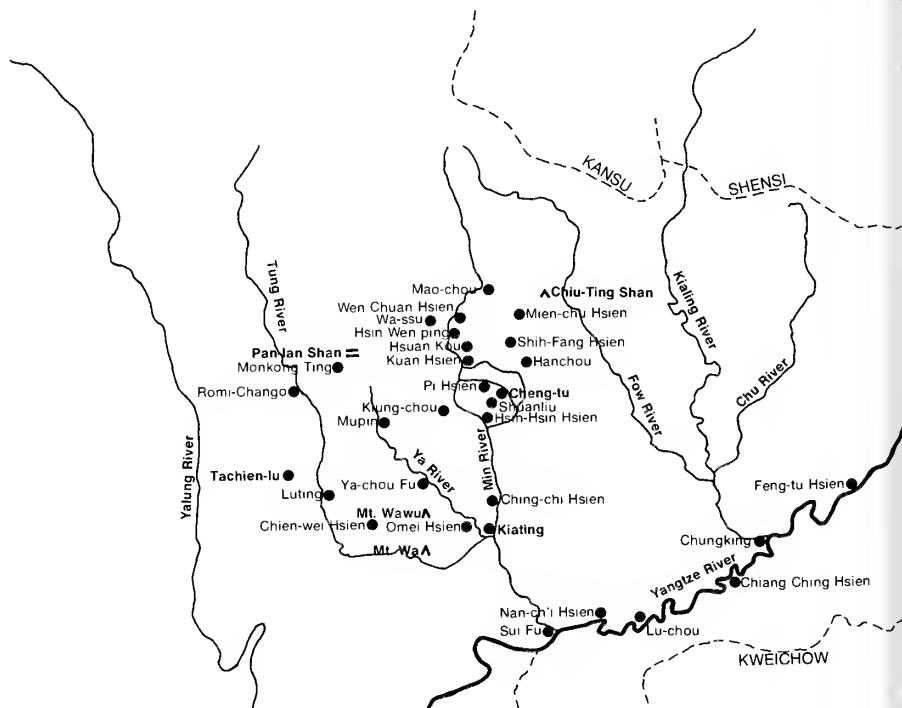 KANSU
SHENSI
Tung River
Mao-chou
Chiu-Ting Shan
Kialing River
Wen Chuan Hsien
Wa-ssu
Mien-chu Hsien
Hsin Wen ping
Hsuan Kou
Shih-Fang Hsien
Pan-lan Shan
Kuan Hsien
Hanchou
Monkong Ting
Romi-Chango
Pi Hsien
Cheng-tu
Chu River
Fow River
Shuanliu
Kiung-chou
Hsin-Hsin Hsien
Mupin
Min River
Ya River
Yalung River
Tachien-lu
Ya-chou Fu
Feng-tu Hsien
Luting
Ching-chi Hsien
Mt. Wawu
Chien-wei Hsien
Omei Hsien
Kiating
Chungking
Mt. Wa
Yangtze River
Chiang Ching Hsien
Nan-ch'i Hsien
Sui Fu
Lu-chou
KWEICHOW